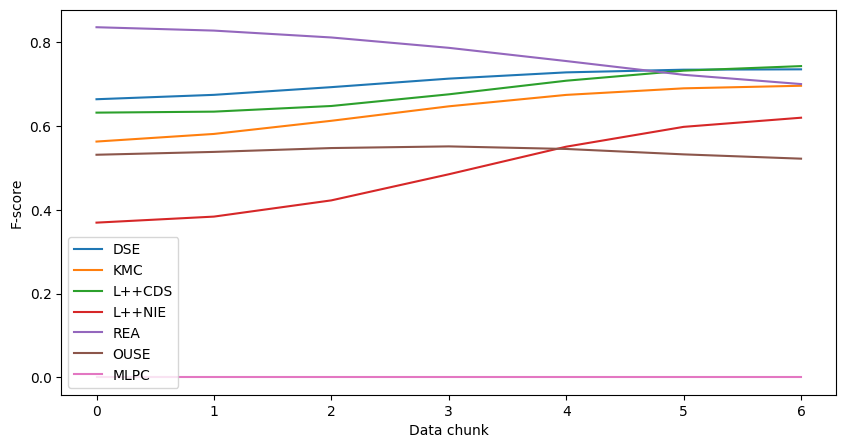 F-score
0.8
0.6
0.4
0.2
0.0
DSE
KMC
L++CDS
L++NIE
REA
OUSE
MLPC
0 1 2 3 4 5 6
Data chunk